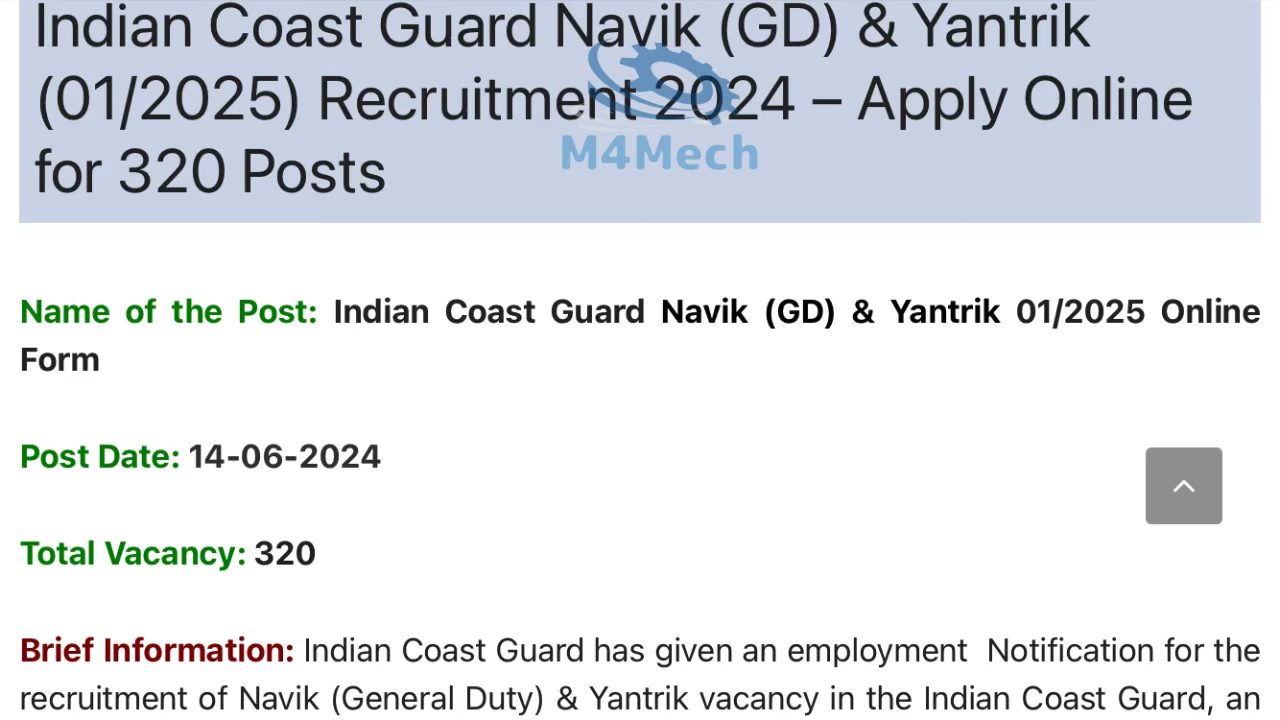 Indian Coast Guard Navik (GD) & Yantrik
(01/2025) Recruitment 2024 – Apply Online
for 320 Posts
M4Mech
Name of the Post: Indian Coast Guard Navik (GD) & Yantrik 01/2025 Online
Form
Post Date: 14-06-2024
Total Vacancy: 320
Brief Information: Indian Coast Guard has given an employment Notification for the
recruitment of Navik (General Duty) & Yantrik vacancy in the Indian Coast Guard, an